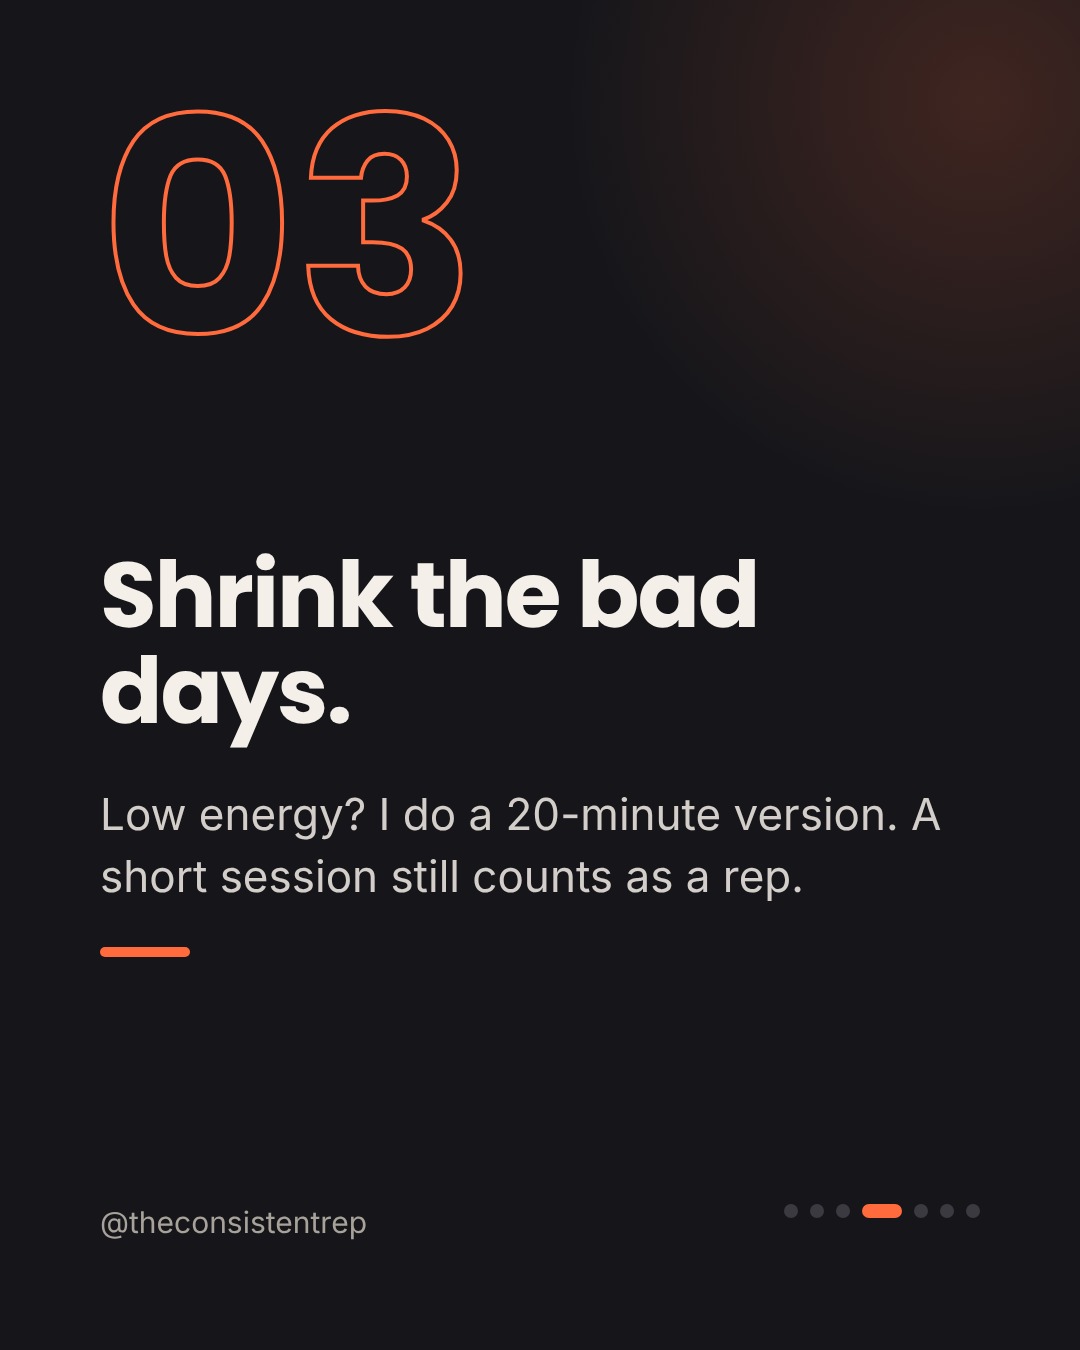 03
Shrink the bad
days.
Low energy? I do a 20-minute version. A
short session still counts as a rep.
@theconsistentrep